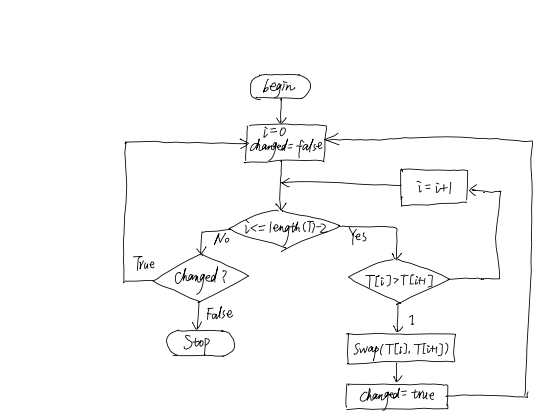 begin
i=0
changed=false
i=i+1
i<=length(T)-2
No
Yes
True
changed?
T[i]>T[i+1]
False
1
Stop
Swap(T[i],T[i+1])
changed=true